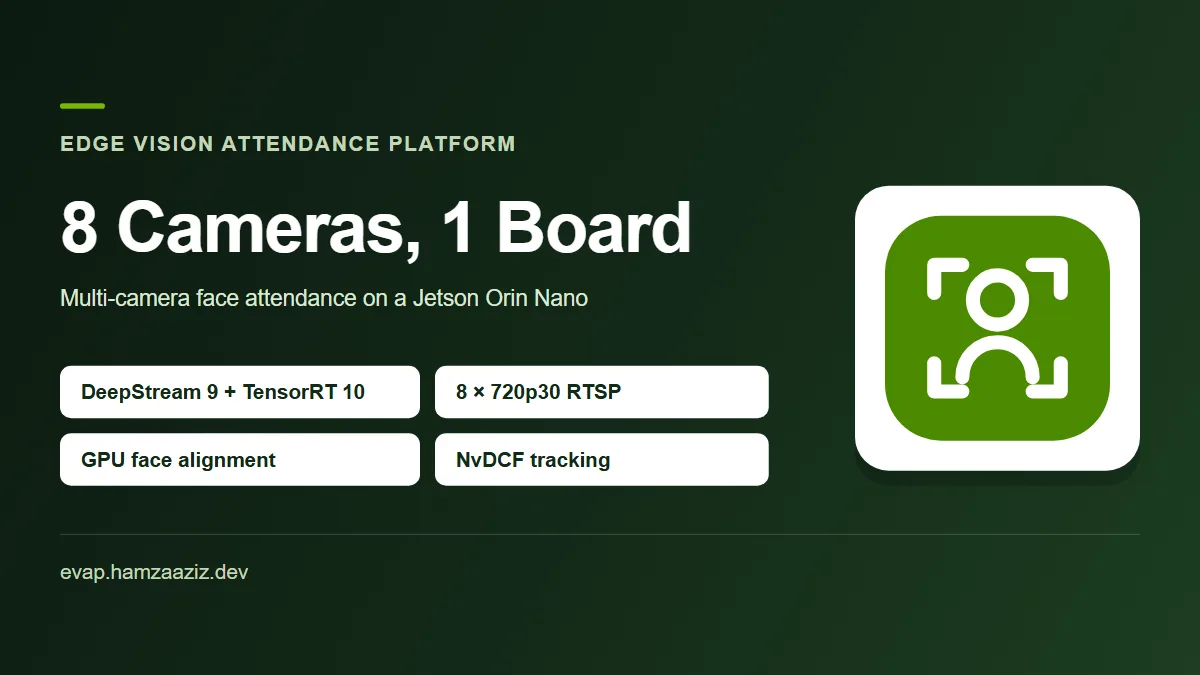 EDGE VISION ATTENDANCE PLATFORM
8 Cameras, 1 Board
Multi-camera face attendance on a Jetson Orin Nano
DeepStream 9 + TensorRT 10
8 × 720p30 RTSP
GPU face alignment
NvDCF tracking
evap.hamzaaziz.dev